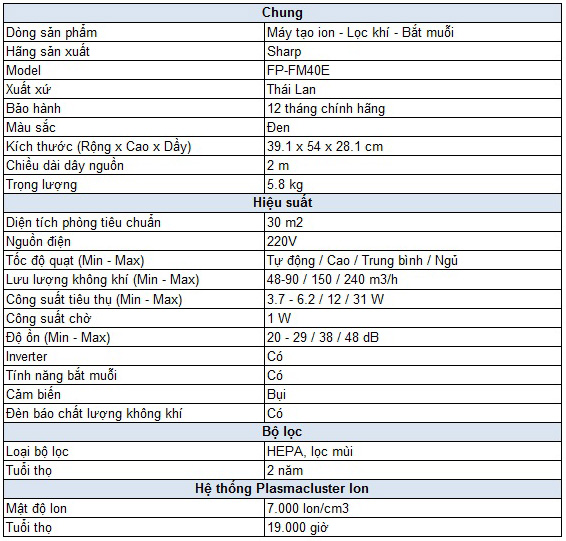 Chung
Dòng sản phẩm Máy tạo ion - Lọc khí - Bắt muỗi
Hãng sản xuất Sharp
Model FP-FM40E
Xuất xứ Thái Lan
Bảo hành 12 tháng chính hãng
Màu sắc Đen
Kích thước (Rộng x Cao x Dầy) 39.1 x 54 x 28.1 cm
Chiều dài dây nguồn 2 m
Trọng lượng 5.8 kg
Hiệu suất
Diện tích phòng tiêu chuẩn 30 m2
Nguồn điện 220V
Tốc độ quạt (Min - Max) Tự động / Cao / Trung bình / Ngủ
Lưu lượng không khí (Min - Max) 48-90 / 150 / 240 m3/h
Công suất tiêu thụ (Min - Max) 3.7 - 6.2 / 12 / 31 W
Công suất chờ 1 W
Độ ồn (Min - Max) 20 - 29 / 38 / 48 dB
Inverter Có
Tính năng bắt muỗi Có
Cảm biến Bụi
Đèn báo chất lượng không khí Có
Bộ lọc
Loại bộ lọc HEPA, lọc mùi
Tuổi thọ 2 năm
Hệ thống Plasmacluster Ion
Mật độ Ion 7.000 Ion/cm3
Tuổi thọ 19.000 giờ